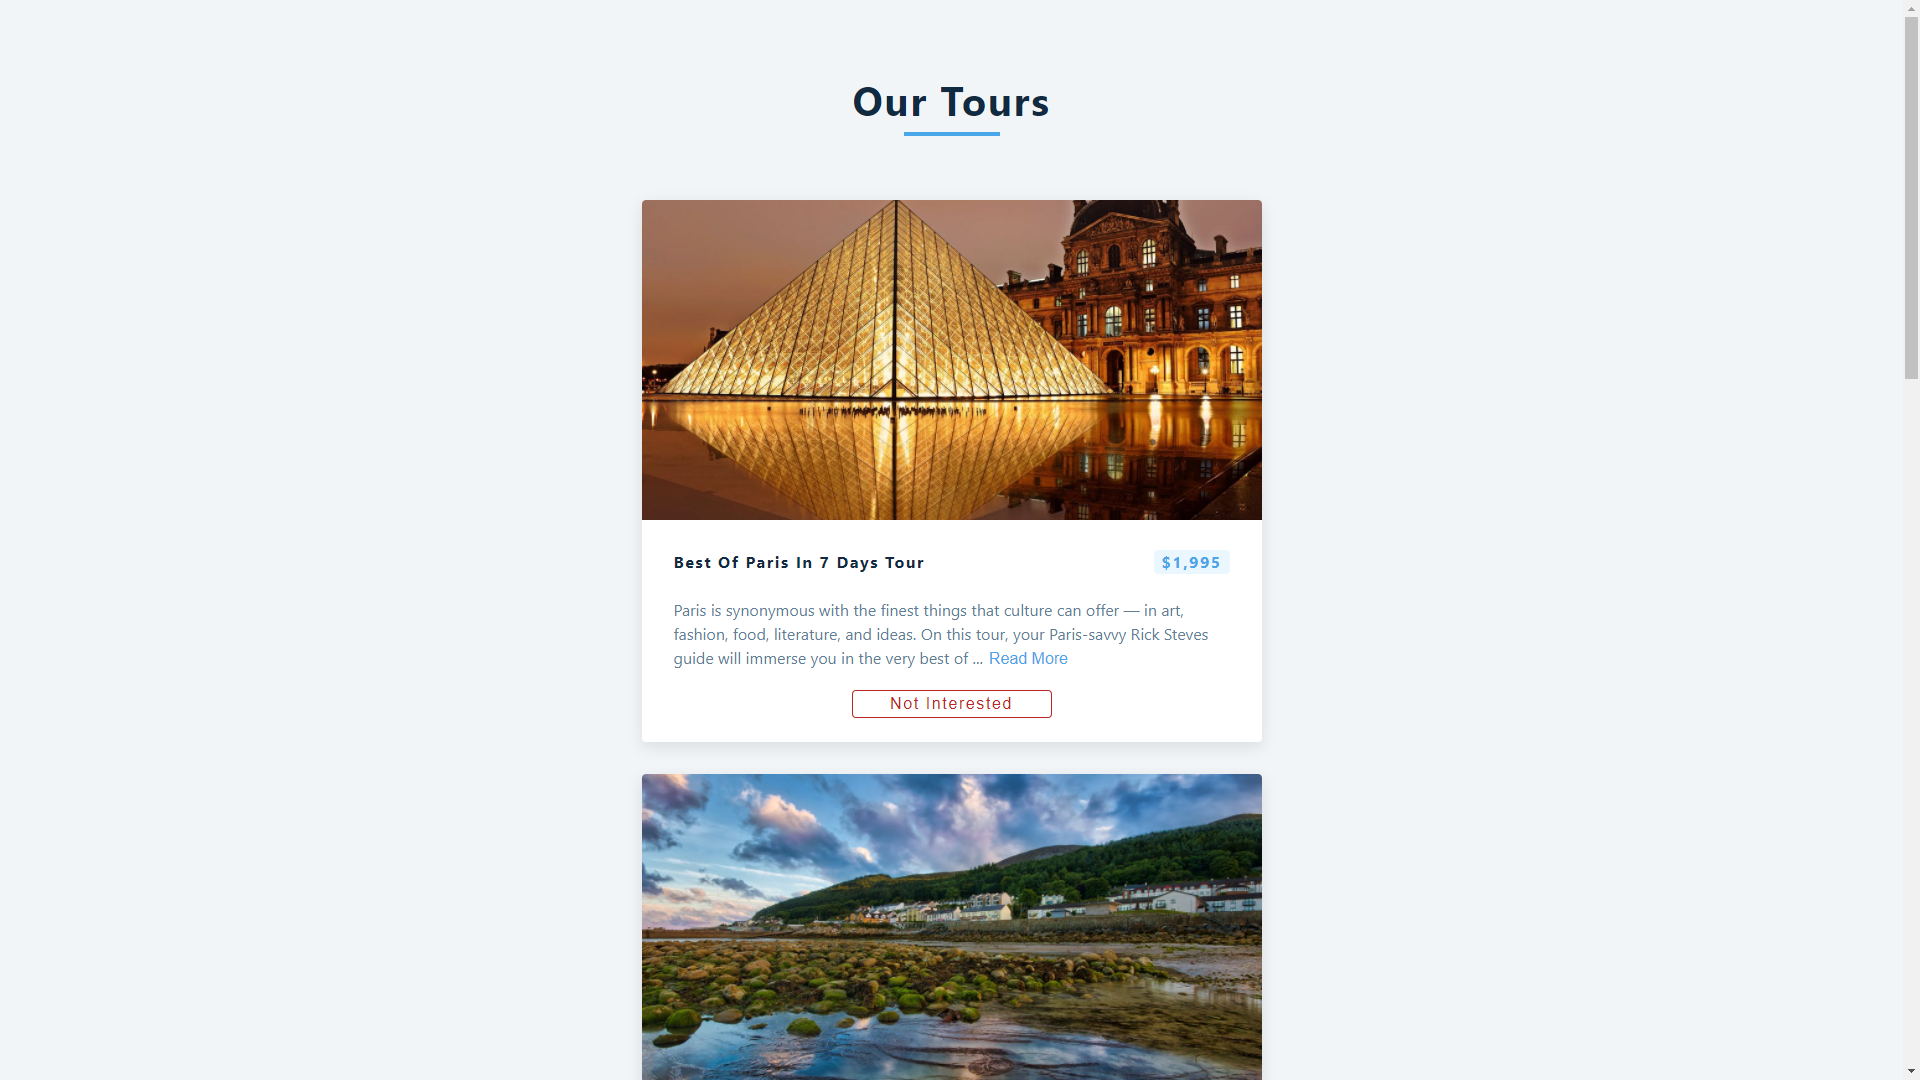 Our Tours
Best Of Paris In 7 Days Tour
$1,995
Paris is synonymous with the finest things that culture can offer — in art,
fashion, food, literature, and ideas. On this tour, your Paris-savvy Rick Steves
guide will immerse you in the very best of ... Read More
Not Interested